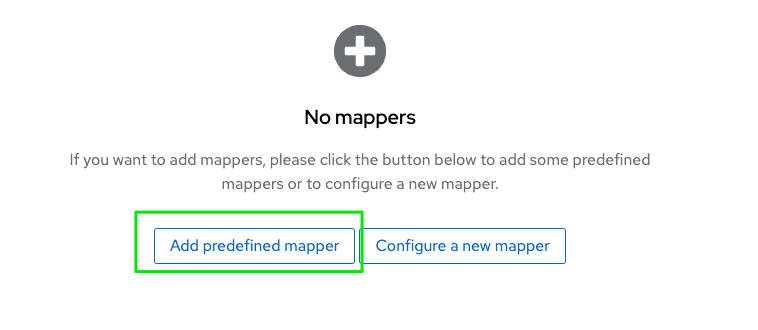 No mappers
If you want to add mappers, please click the button below to add some predefined
mappers or to configure a new mapper.
Add predefined mapper
Configure a new mapper